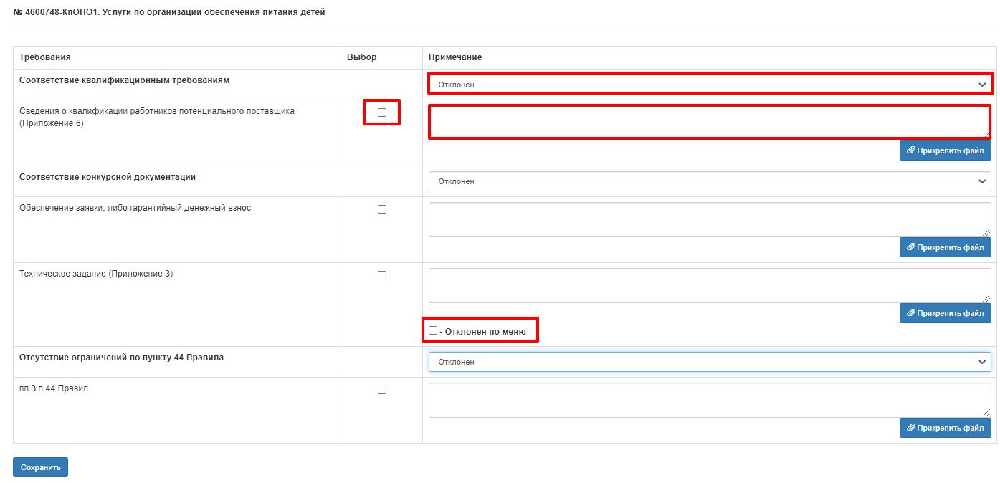 № 4600748-КпОПО1. Услуги по организации обеспечения питания детей
Требования
Выбор
Примечание
Соответствие квалификационным требованиям
Отклонен
Сведения о квалификации работников потенциального поставщика
(Приложение 6)
Прикрепить файл
Соответствие конкурсной документации
Отклонен
Обеспечение заявки, либо гарантийный денежный взнос
Прикрепить файл
Техническое задание (Приложение 3)
Прикрепить файл
- Отклонен по меню
Отсутствие ограничений по пункту 44 Правила
Отклонен
пп.3 п.44 Правил
Прикрепить файл
Сохранить